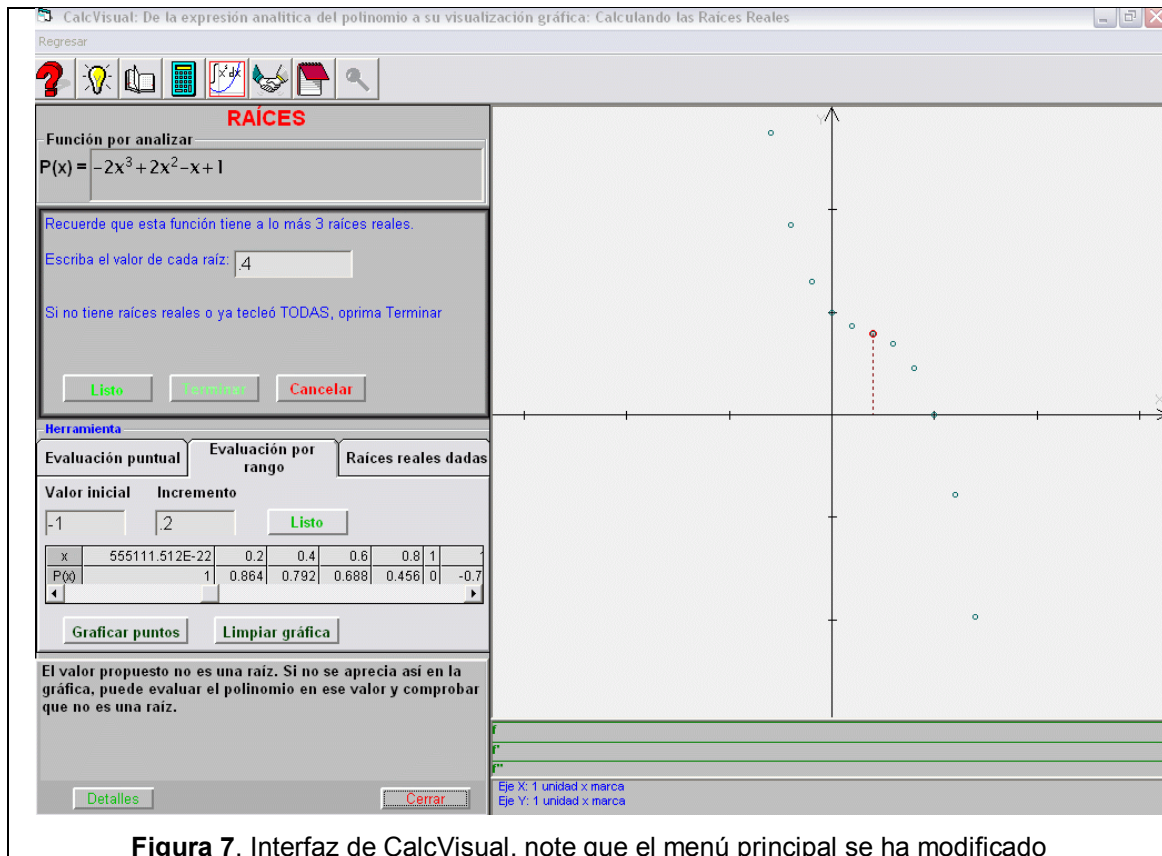 CalcVisual: De la expresión analitica del polinomio a su visualización gráfica: Calculando las Raíces Reales
Regresar
RAÍCES
Función por analizar
P(x) = -2x³+2x²-x+1
Recuerde que esta función tiene a lo más 3 raíces reales.
Escriba el valor de cada raíz: .4
Si no tiene raíces reales o ya tecleó TODAS, oprima Terminar
Listo Terminar Cancelar
Herramienta
Evaluación puntual Evaluación por rango Raíces reales dadas
Valor inicial Incremento
-1 .2 Listo
x 555111.512E-22 0.2 0.4 0.6 0.8 1
P(x) 1 0.864 0.792 0.688 0.456 0 -0.7
Graficar puntos Limpiar gráfica
El valor propuesto no es una raíz. Si no se aprecia así en la
gráfica, puede evaluar el polinomio en ese valor y comprobar
que no es una raíz.
Detalles Cerrar
Y
X
f
f'
f''
Eje X: 1 unidad x marca
Eje Y: 1 unidad x marca
Figura 7. Interfaz de CalcVisual, note que el menú principal se ha modificado